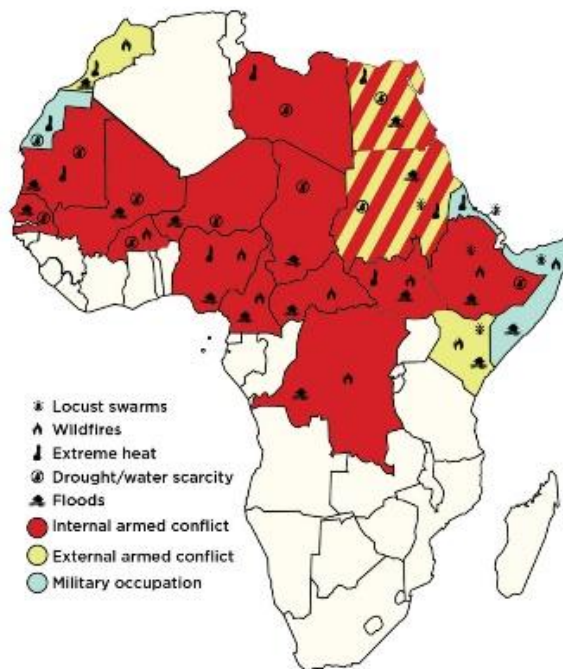 Locust swarms
Wildfires
Extreme heat
Drought/water scarcity
Floods
Internal armed conflict
External armed conflict
Military occupation